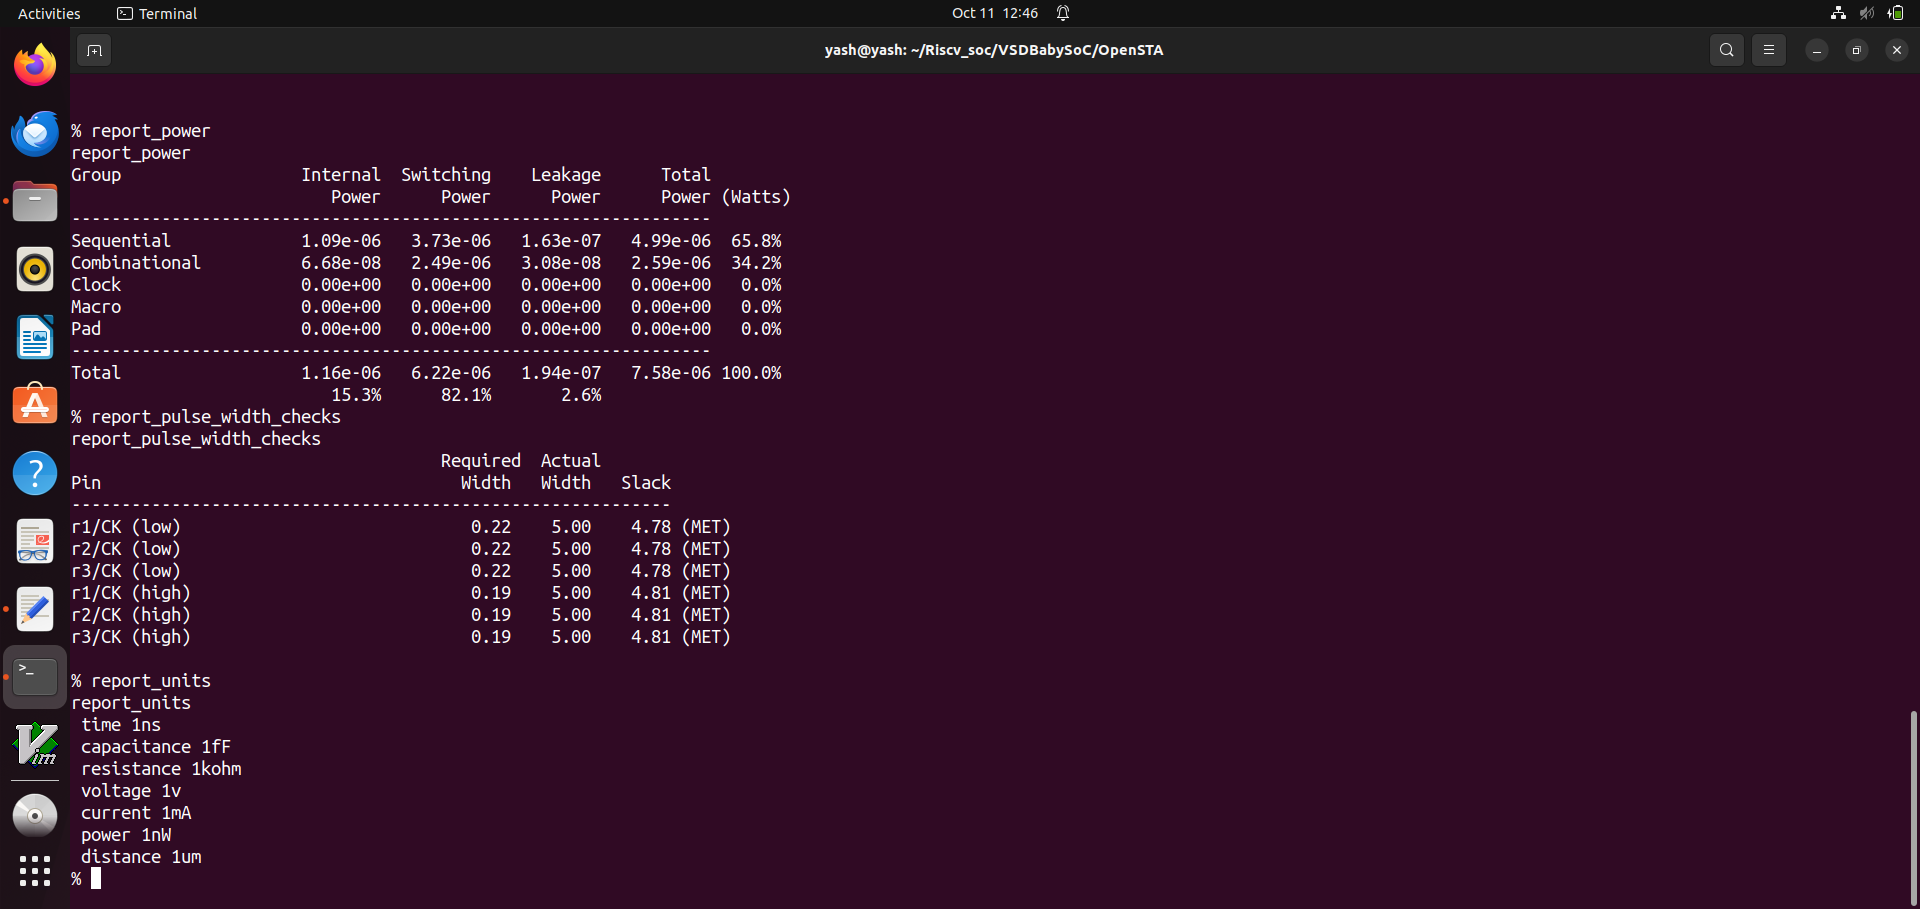 Activities Terminal Oct 11 12:46
yash@yash: ~/Riscv_soc/VSDBabySoC/OpenSTA
% report_power
report_power
Group                  Internal  Switching    Leakage      Total
                          Power      Power      Power      Power (Watts)
----------------------------------------------------------------
Sequential             1.09e-06   3.73e-06   1.63e-07   4.99e-06  65.8%
Combinational          6.68e-08   2.49e-06   3.08e-08   2.59e-06  34.2%
Clock                  0.00e+00   0.00e+00   0.00e+00   0.00e+00   0.0%
Macro                  0.00e+00   0.00e+00   0.00e+00   0.00e+00   0.0%
Pad                    0.00e+00   0.00e+00   0.00e+00   0.00e+00   0.0%
----------------------------------------------------------------
Total                  1.16e-06   6.22e-06   1.94e-07   7.58e-06 100.0%
                          15.3%      82.1%       2.6%
% report_pulse_width_checks
report_pulse_width_checks
                                     Required  Actual
Pin                                    Width   Width   Slack
------------------------------------------------------------
r1/CK (low)                             0.22    5.00    4.78 (MET)
r2/CK (low)                             0.22    5.00    4.78 (MET)
r3/CK (low)                             0.22    5.00    4.78 (MET)
r1/CK (high)                            0.19    5.00    4.81 (MET)
r2/CK (high)                            0.19    5.00    4.81 (MET)
r3/CK (high)                            0.19    5.00    4.81 (MET)
% report_units
report_units
 time 1ns
 capacitance 1fF
 resistance 1kohm
 voltage 1v
 current 1mA
 power 1nW
 distance 1um
%